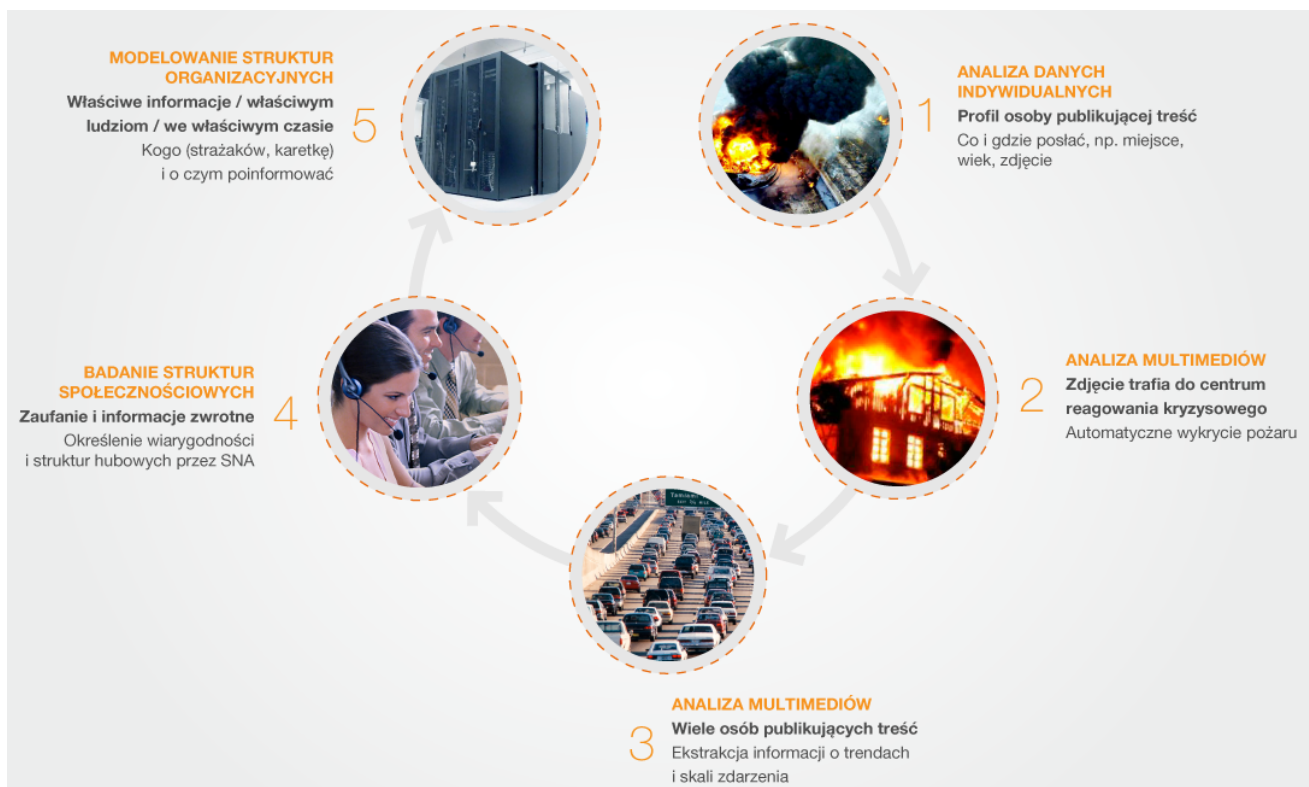 1
ANALIZA DANYCH
INDYWIDUALNYCH
Profil osoby publikującej treść
Co i gdzie posłać, np. miejsce,
wiek, zdjęcie
2
ANALIZA MULTIMEDIÓW
Zdjęcie trafia do centrum
reagowania kryzysowego
Automatyczne wykrycie pożaru
3
ANALIZA MULTIMEDIÓW
Wiele osób publikujących treść
Ekstrakcja informacji o trendach
i skali zdarzenia
4
BADANIE STRUKTUR
SPOŁECZNOŚCIOWYCH
Zaufanie i informacje zwrotne
Określenie wiarygodności
i struktur hubowych przez SNA
5
MODELOWANIE STRUKTUR
ORGANIZACYJNYCH
Właściwe informacje / właściwym
ludziom / we właściwym czasie
Kogo (strażaków, karetkę)
i o czym poinformować